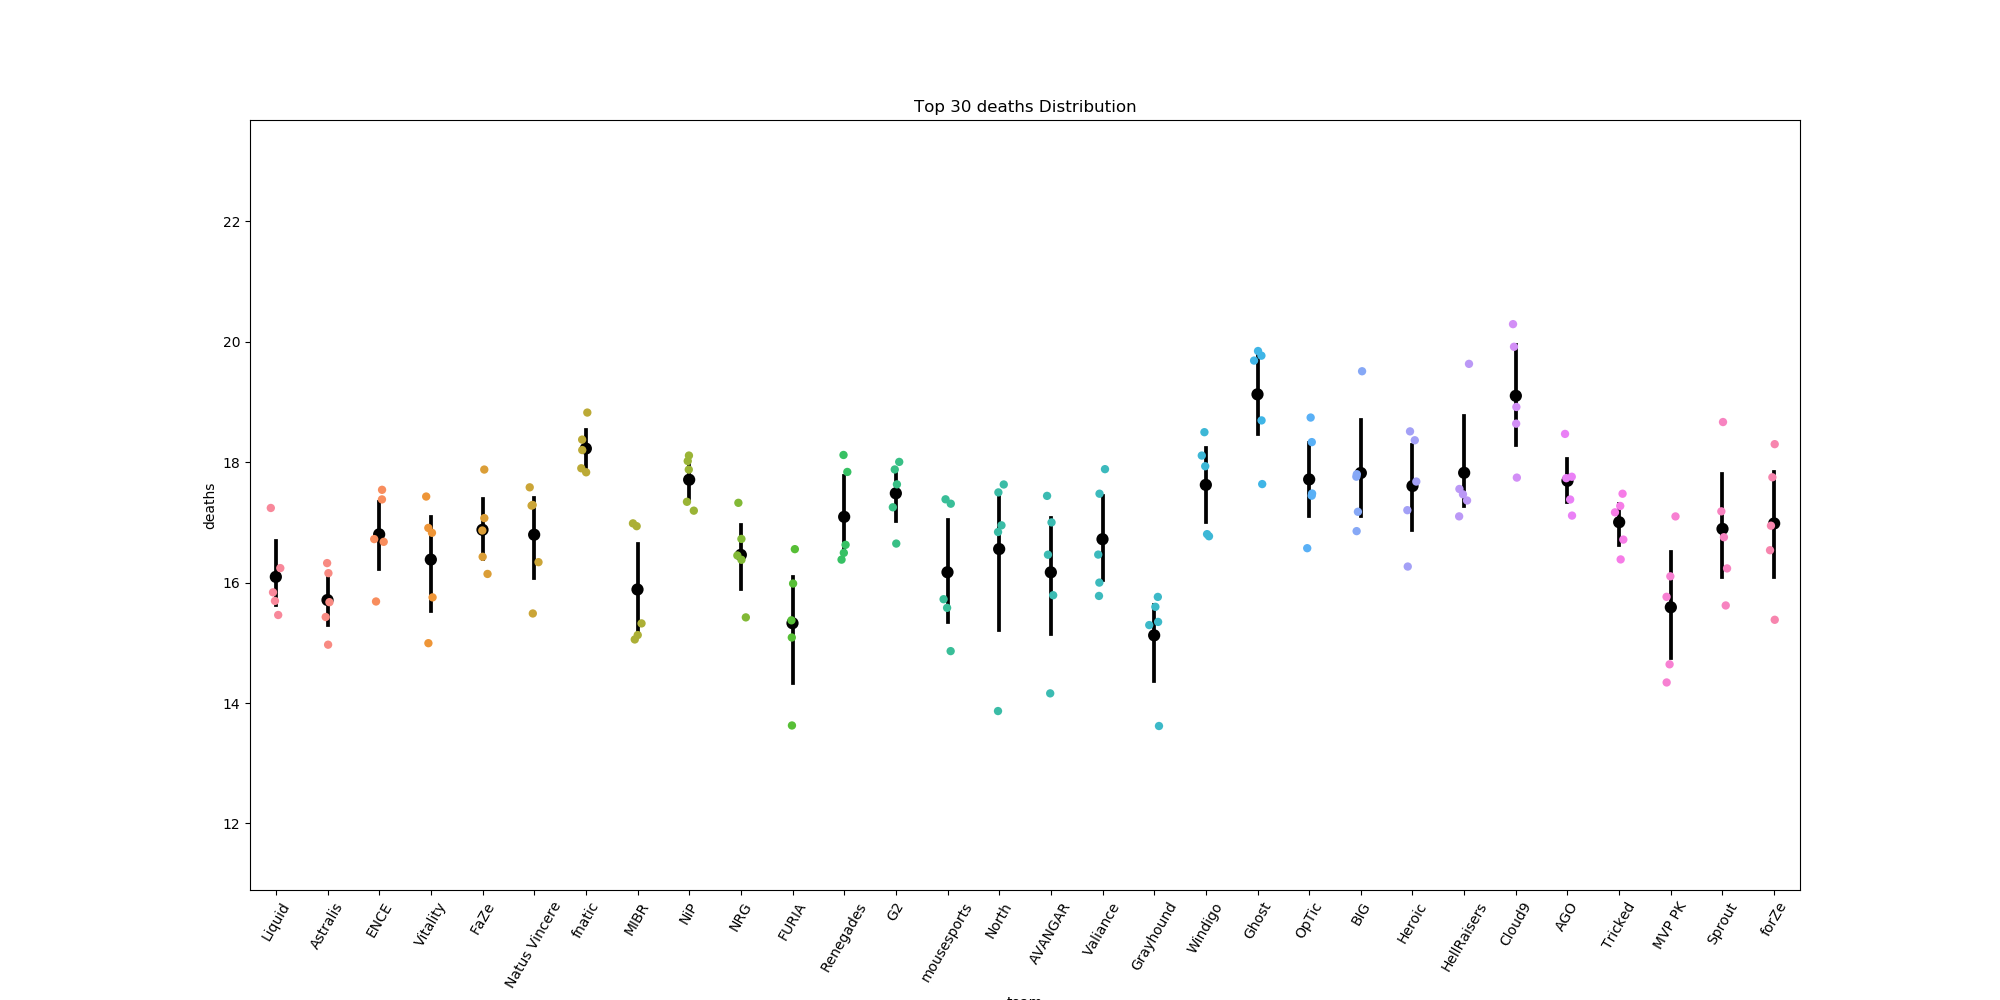 Top 30 deaths Distribution
deaths
22
20
18
16
14
12
Liquid
Astralis
ENCE
Vitality
FaZe
Natus Vincere
fnatic
MIBR
NiP
NRG
FURIA
Renegades
G2
mousesports
North
AVANGAR
Valiance
Grayhound
Windigo
Ghost
OpTic
BIG
Heroic
HellRaisers
Cloud9
AGO
Tricked
MVP PK
Sprout
forZe